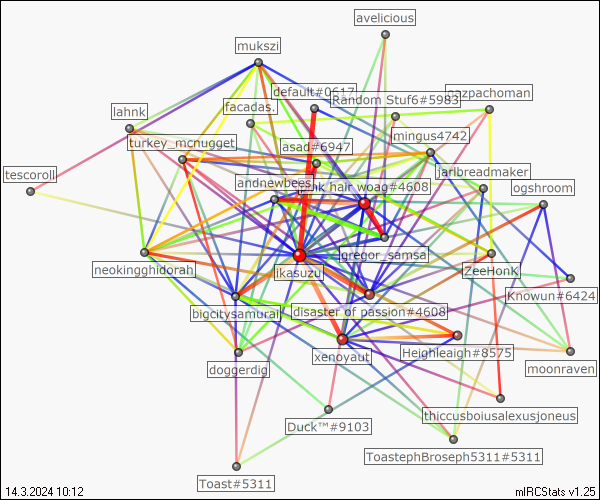 avelicious
mukszi
default#0617
Random Stuf6#5983
gazpachoman
lahnk
facadas.
turkey_mcnugget
mingus4742
asad#6947
jarlbreadmaker
tescoroll
andnewbees
pink hair woag#4608
ogshroom
gregor_samsa
neokingghidorah
ikasuzu
ZeeHonk
Knowun#6424
bigcitysamurai
disaster of passion#4608
xenoyaut
Heighleaigh#8575
doggerdig
moonraven
thiccusboiusalexusjoneus
Duck™#9103
ToastephBroseph5311#5311
Toast#5311
14.3.2024 10:12
mIRCStats v1.25